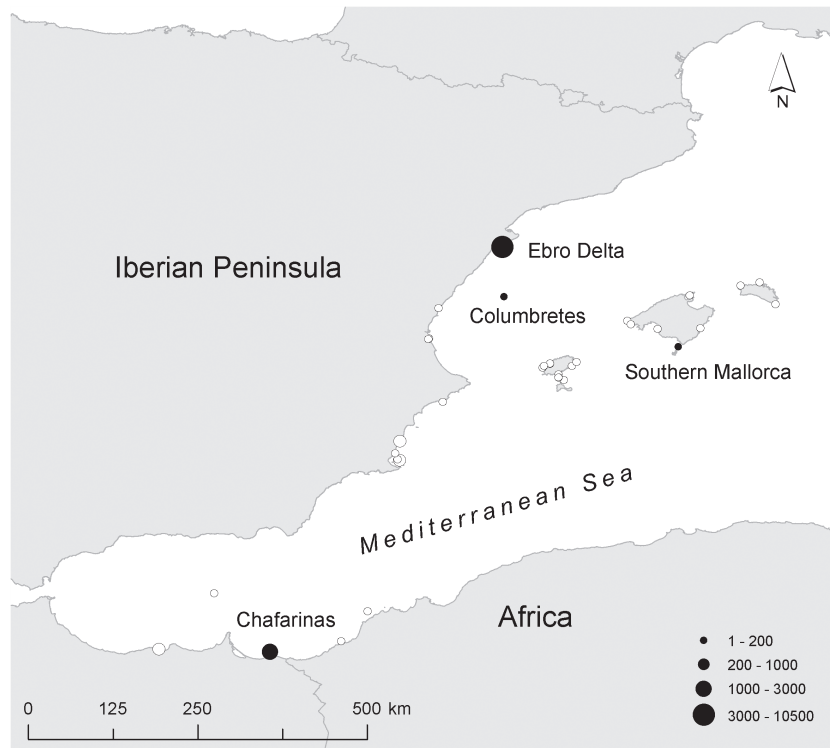 N
Ebro Delta
Iberian Peninsula
Columbretes
Southern Mallorca
Mediterranean Sea
Chafarinas
Africa
1 - 200
200 - 1000
1000 - 3000
3000 - 10500
0 125 250 500 km